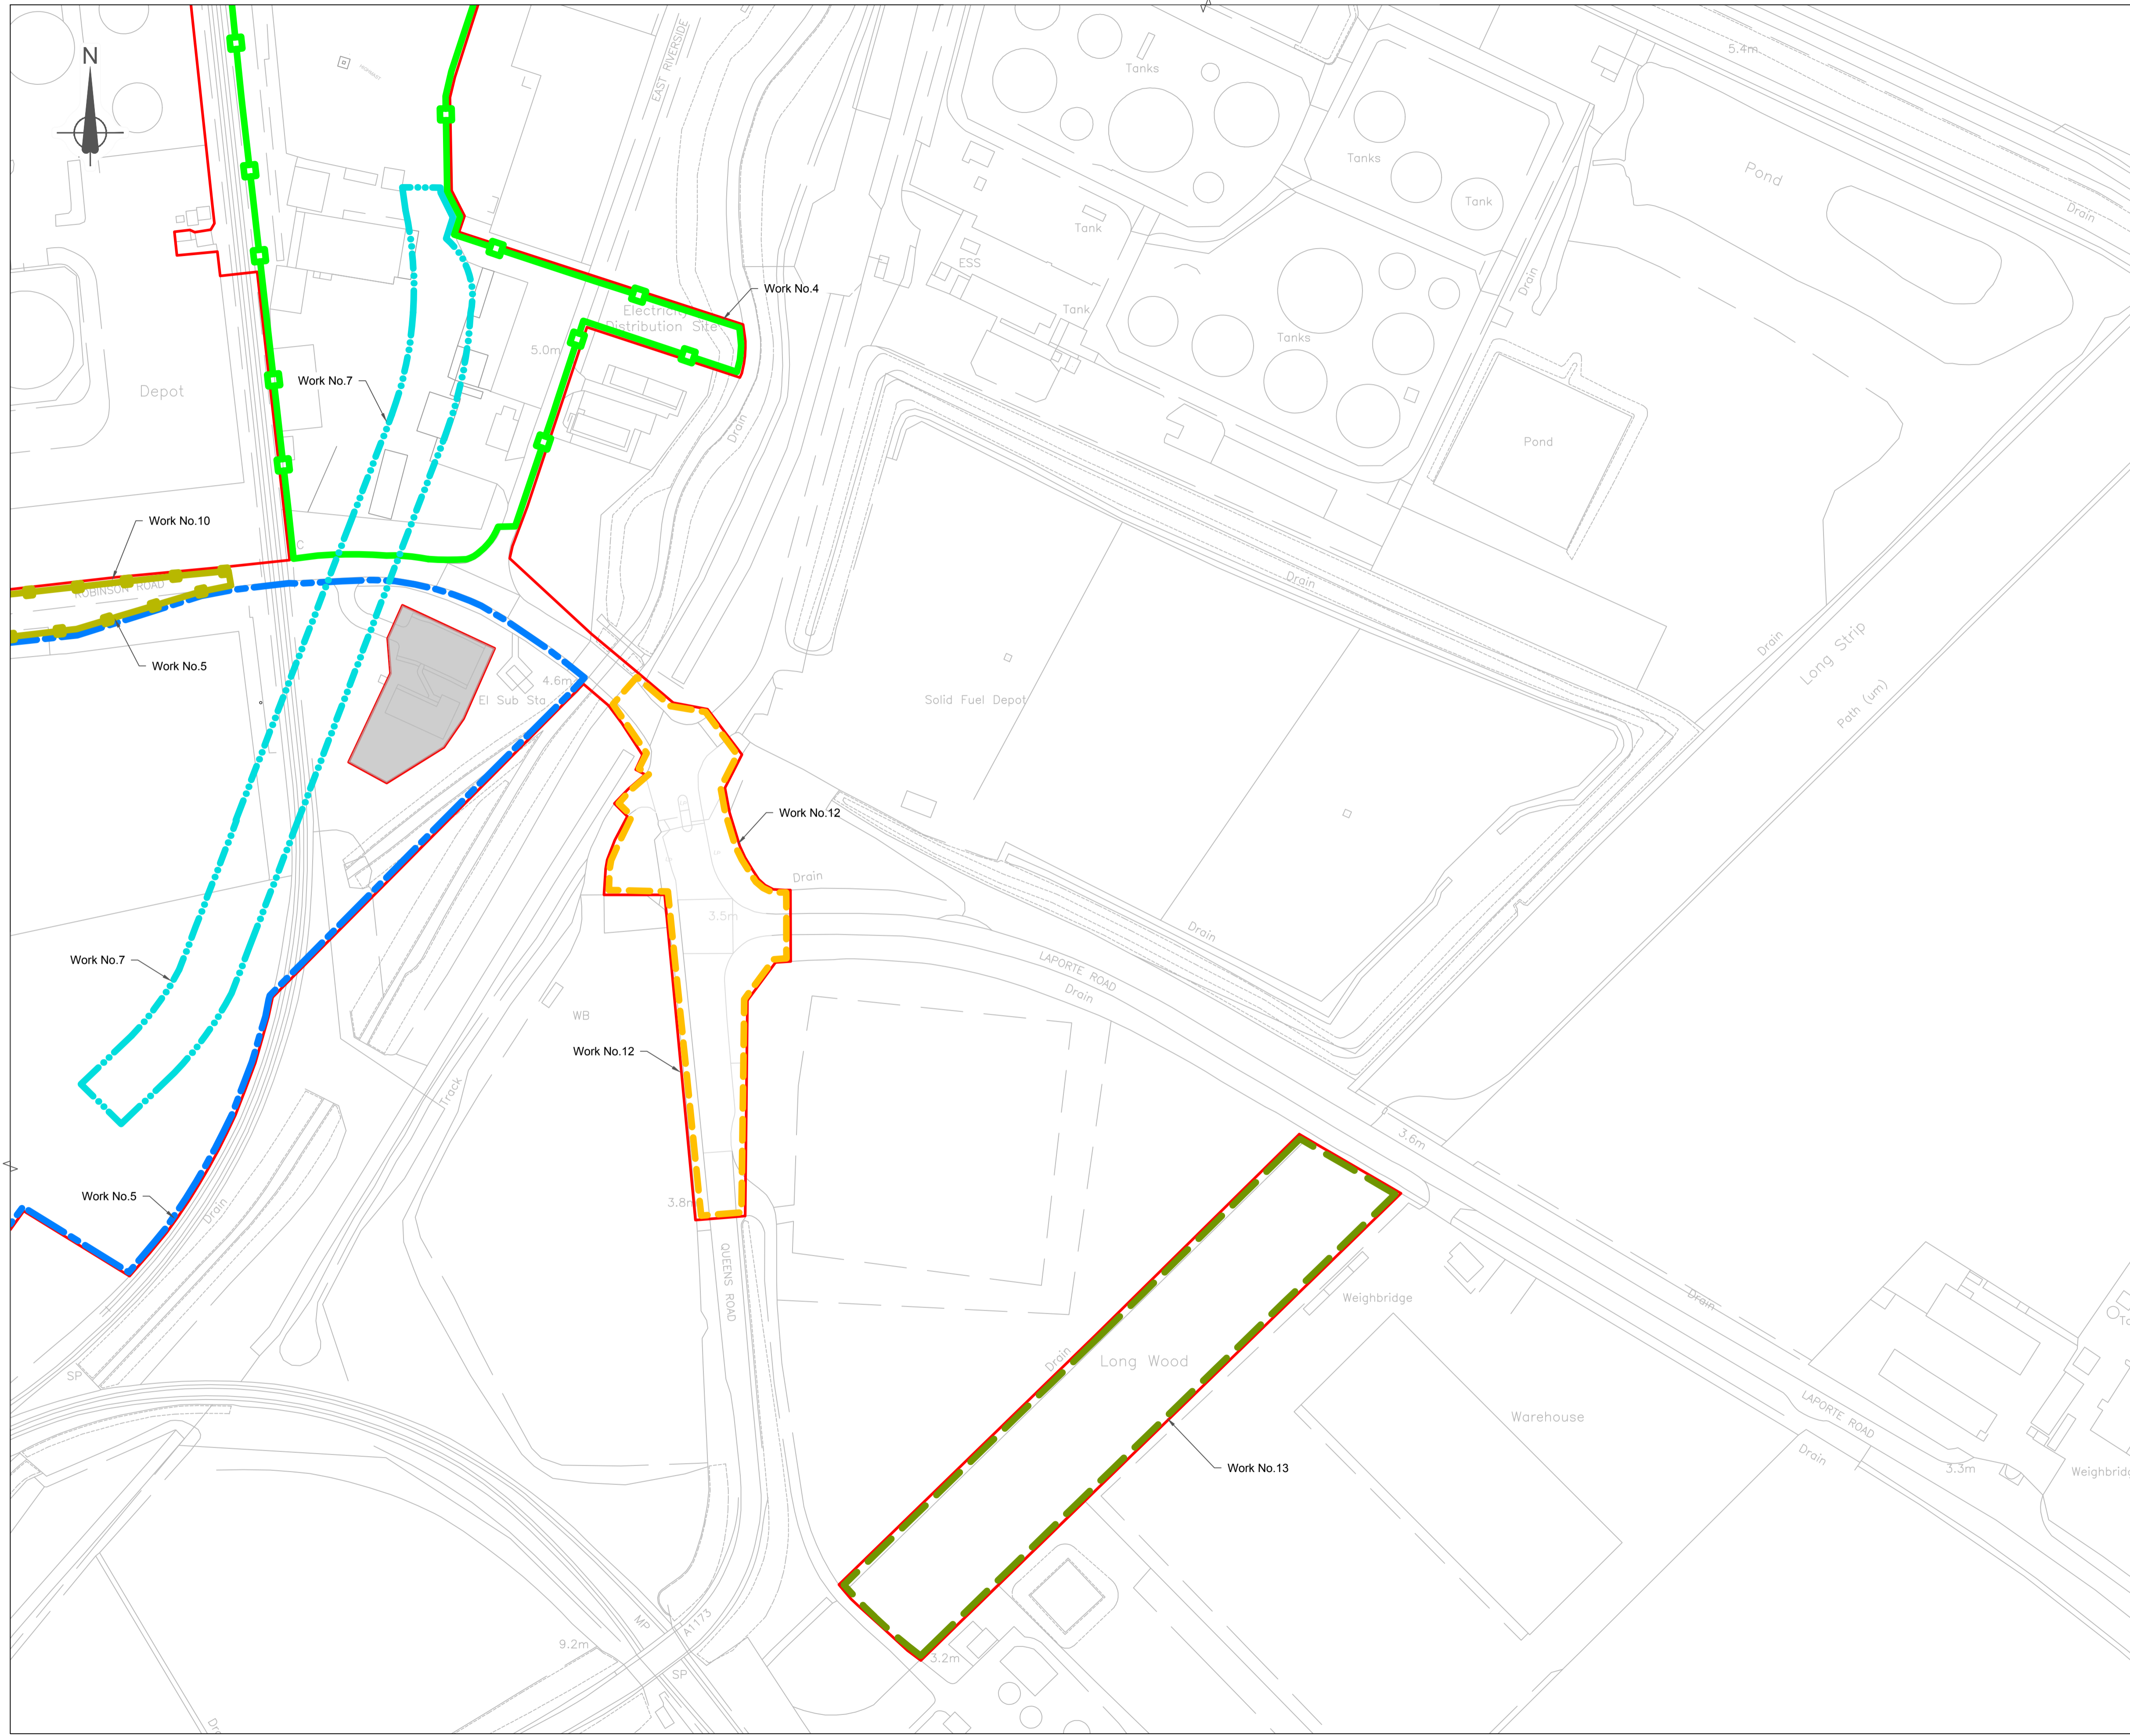 N
EAST RIVERSIDE
Tanks
5.4m
Pond
Tanks
Tank
Drain
Tank
ESS
Drain
Work No.4
Tank
Electricity
Distribution Site
Tanks
5.0m
Work No.7
Depot
Drain
Pond
Work No.10
C
Drain
ROBINSON ROAD
Drain
Long Strip
Work No.5
4.6m
El Sub Sta
Solid Fuel Depot
Path (um)
Work No.12
Drain
3.5m
Drain
Work No.7
LAPORTE ROAD
Drain
WB
Work No.12
Track
3.6m
Work No.5
3.8m
Drain
QUEENS ROAD
Weighbridge
Drain
Drain
Long Wood
SP
LAPORTE ROAD
Warehouse
Drain
Work No.13
3.3m
Weighbrid
MP
A1173
9.2m
3.2m
SP